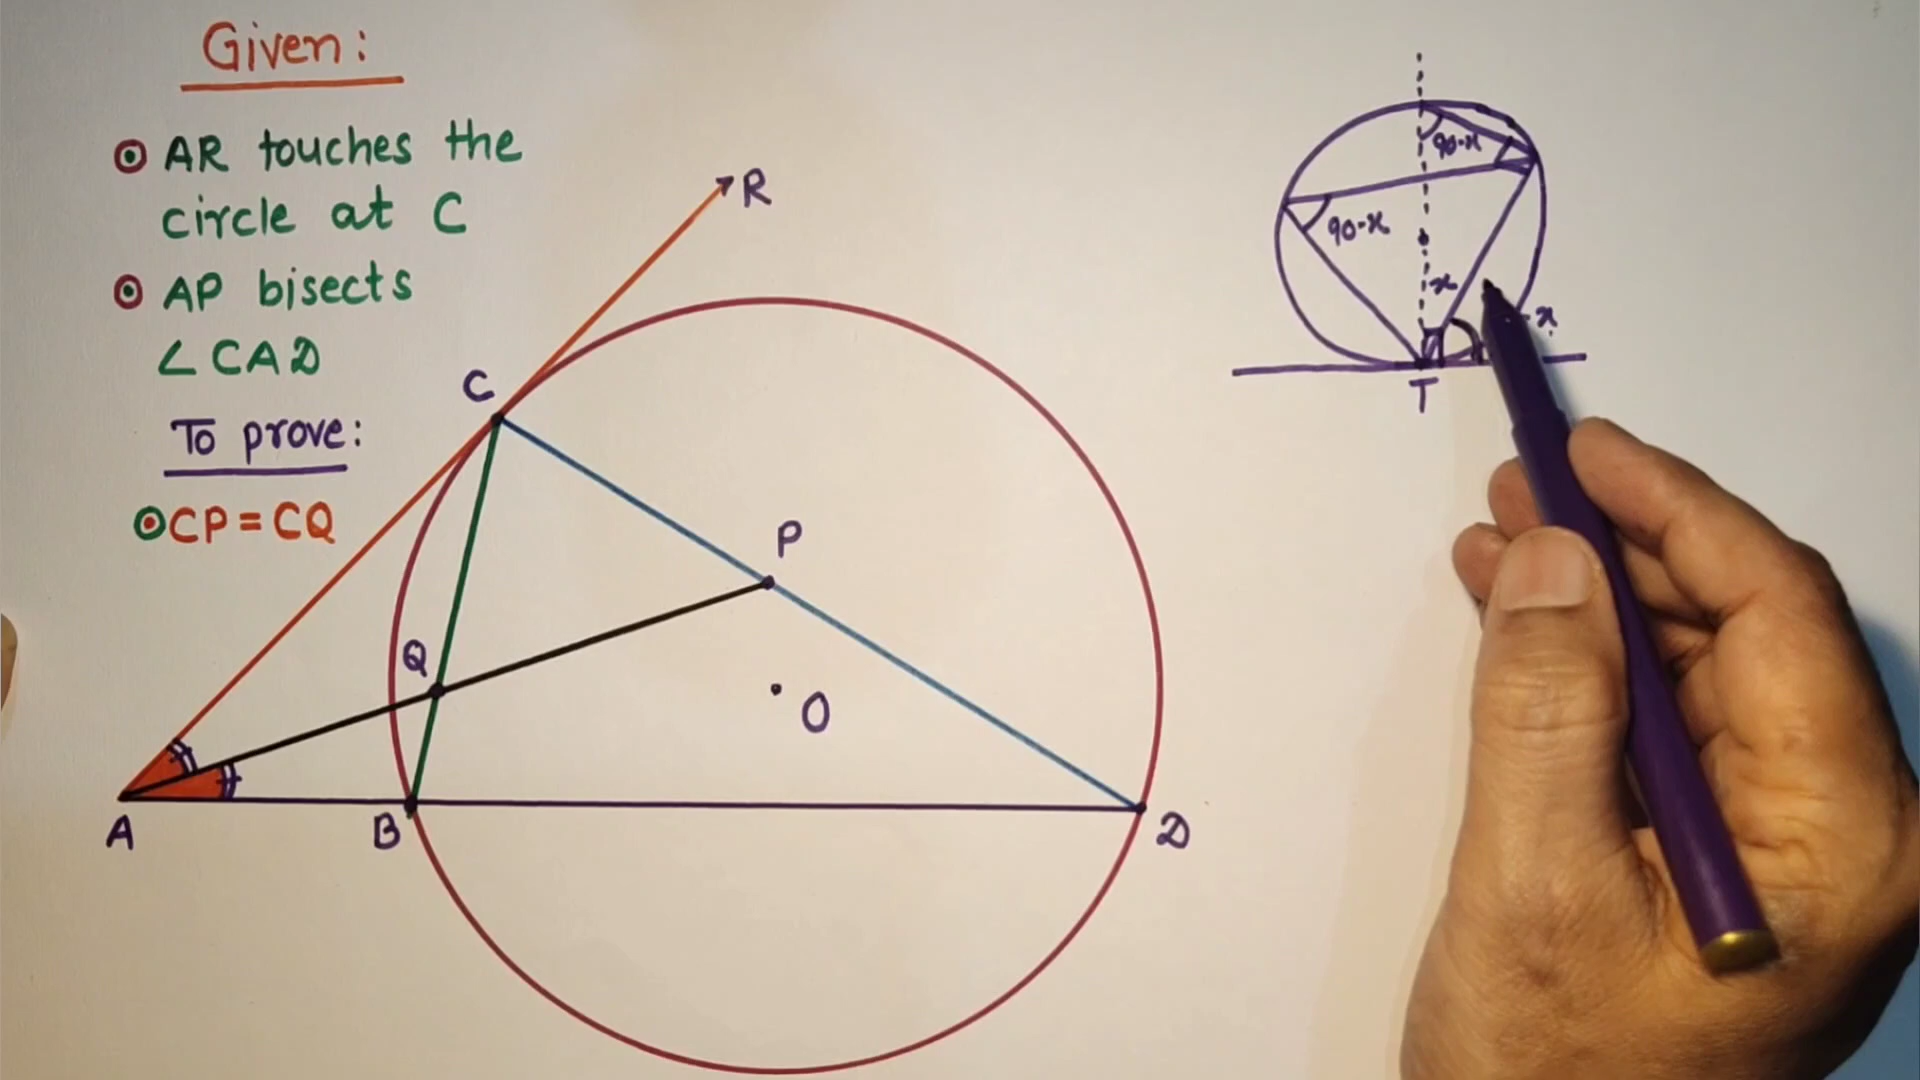 Given:
AR touches the
circle at C
AP bisects
∠CAD
To prove:
CP = CQ
R
C
P
Q
O
A
B
D
90-x
90-x
x
-x
T